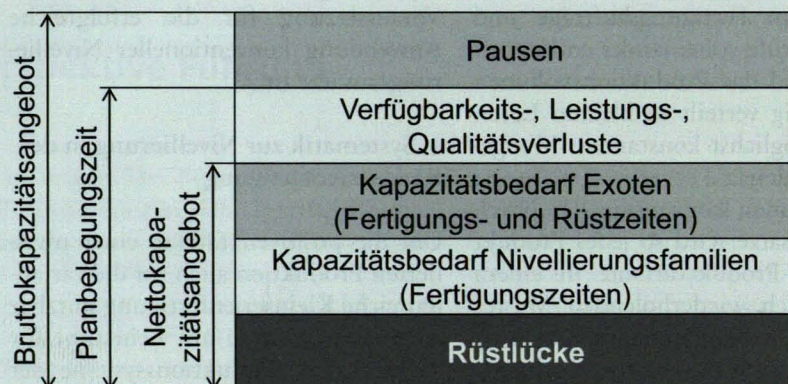 Bruttokapazitätsangebot
Planbelegungszeit
Nettokapa-
zitätsangebot
Pausen
Verfügbarkeits-, Leistungs-,
Qualitätsverluste
Kapazitätsbedarf Exoten
(Fertigungs- und Rüstzeiten)
Kapazitätsbedarf Nivellierungsfamilien
(Fertigungszeiten)
Rüstlücke